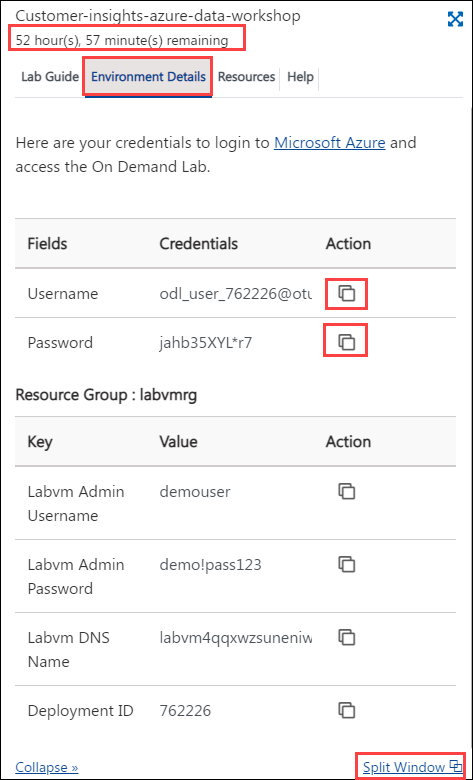 Customer-insights-azure-data-workshop
52 hour(s), 57 minute(s) remaining
Lab Guide Environment Details Resources Help
Here are your credentials to login to Microsoft Azure and
access the On Demand Lab.
Fields Credentials Action
Username odl_user_762226@otu
Password jahb35XYL*r7
Resource Group : labvmrg
Key Value Action
Labvm Admin demouser
Username
Labvm Admin demo!pass123
Password
Labvm DNS labvm4qqxwzsuneniw
Name
Deployment ID 762226
Collapse » Split Window